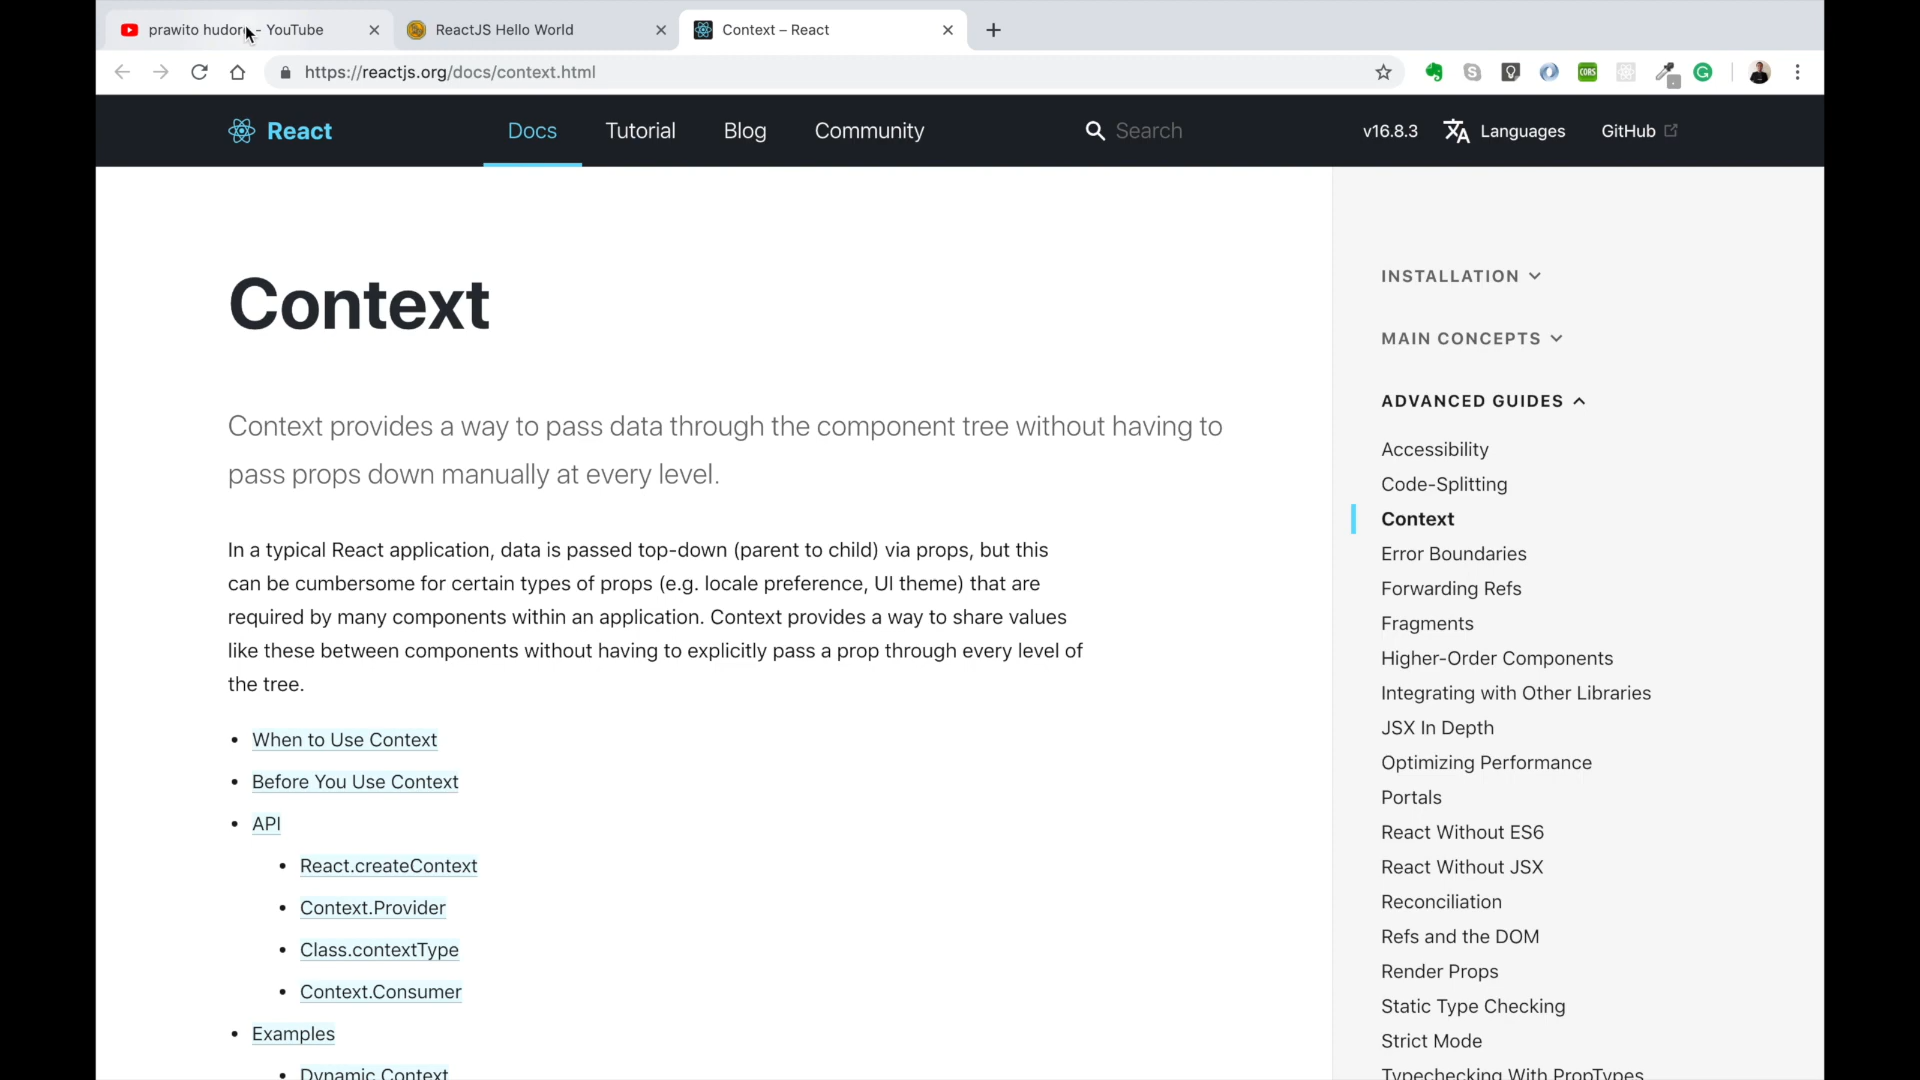 prawito hudoro - YouTube
ReactJS Hello World
Context – React
https://reactjs.org/docs/context.html
React
Docs
Tutorial
Blog
Community
Search
v16.8.3
Languages
GitHub
Context
Context provides a way to pass data through the component tree without having to
pass props down manually at every level.
In a typical React application, data is passed top-down (parent to child) via props, but this
can be cumbersome for certain types of props (e.g. locale preference, UI theme) that are
required by many components within an application. Context provides a way to share values
like these between components without having to explicitly pass a prop through every level of
the tree.
• When to Use Context
• Before You Use Context
• API
• React.createContext
• Context.Provider
• Class.contextType
• Context.Consumer
• Examples
• Dynamic Context
INSTALLATION
MAIN CONCEPTS
ADVANCED GUIDES
Accessibility
Code-Splitting
Context
Error Boundaries
Forwarding Refs
Fragments
Higher-Order Components
Integrating with Other Libraries
JSX In Depth
Optimizing Performance
Portals
React Without ES6
React Without JSX
Reconciliation
Refs and the DOM
Render Props
Static Type Checking
Strict Mode
Typechecking With PropTypes